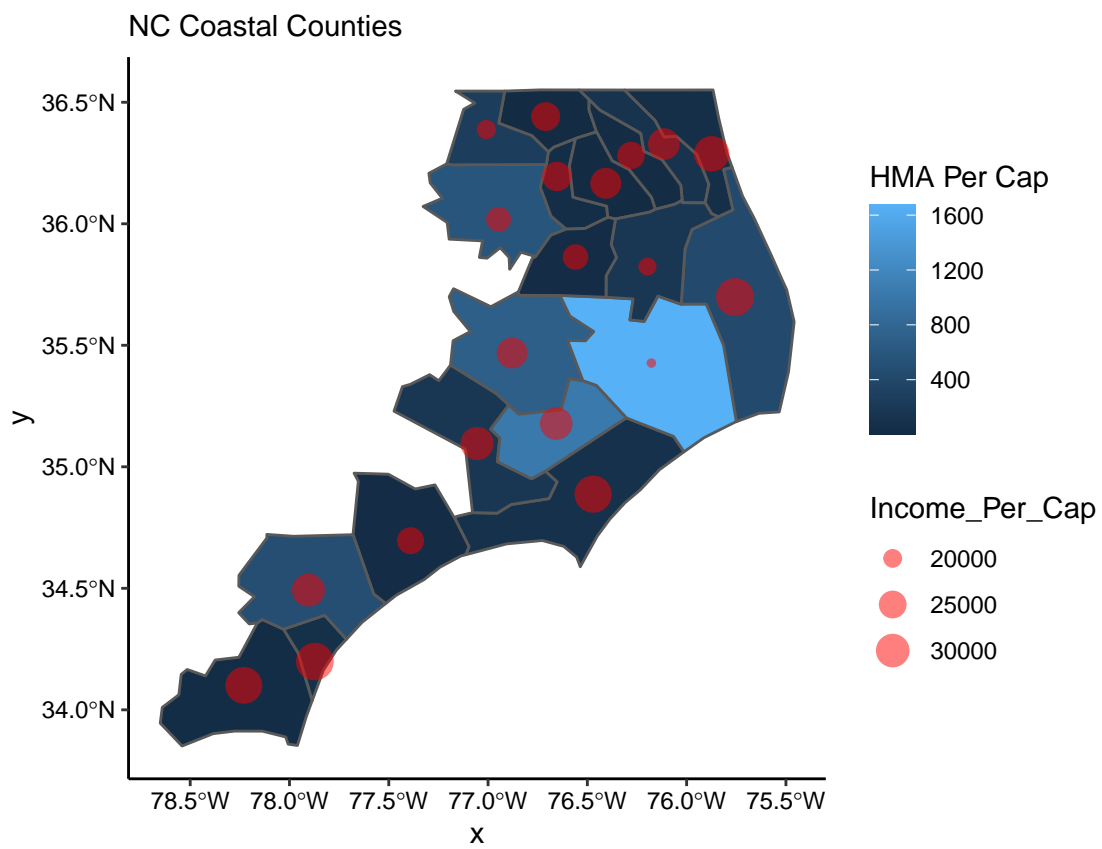 NC Coastal Counties
36.5°N
36.0°N
35.5°N
35.0°N
34.5°N
34.0°N
y
78.5°W 78.0°W 77.5°W 77.0°W 76.5°W 76.0°W 75.5°W
x
HMA Per Cap
1600
1200
800
400
Income_Per_Cap
20000
25000
30000